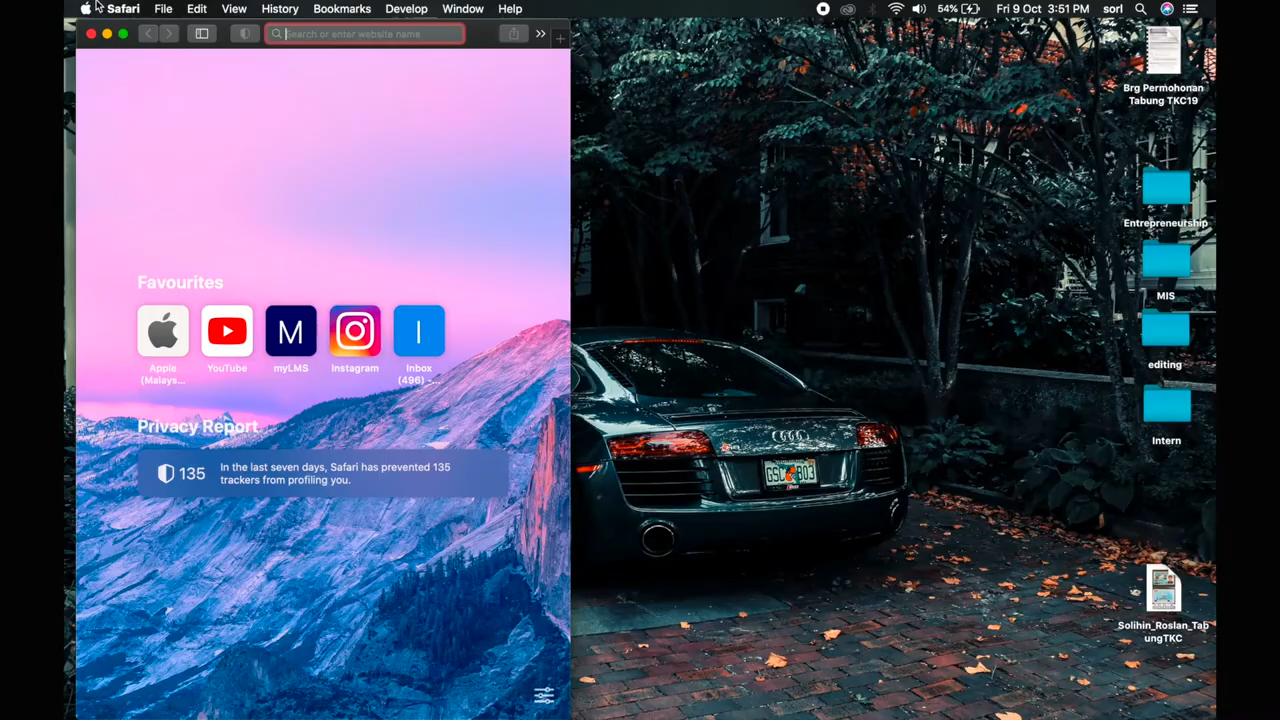 Safari File Edit View History Bookmarks Develop Window Help 54% Fri 9 Oct 3:51 PM sorl
Search or enter website name
Brg Permohonan
Tabung TKC19
Entrepreneurship
MIS
editing
Intern
Solihin_Roslan_Tab
ungTKC
Favourites
M I
Apple
(Malays...
YouTube
myLMS
Instagram
Inbox
(496) -...
Privacy Report
135
In the last seven days, Safari has prevented 135
trackers from profiling you.